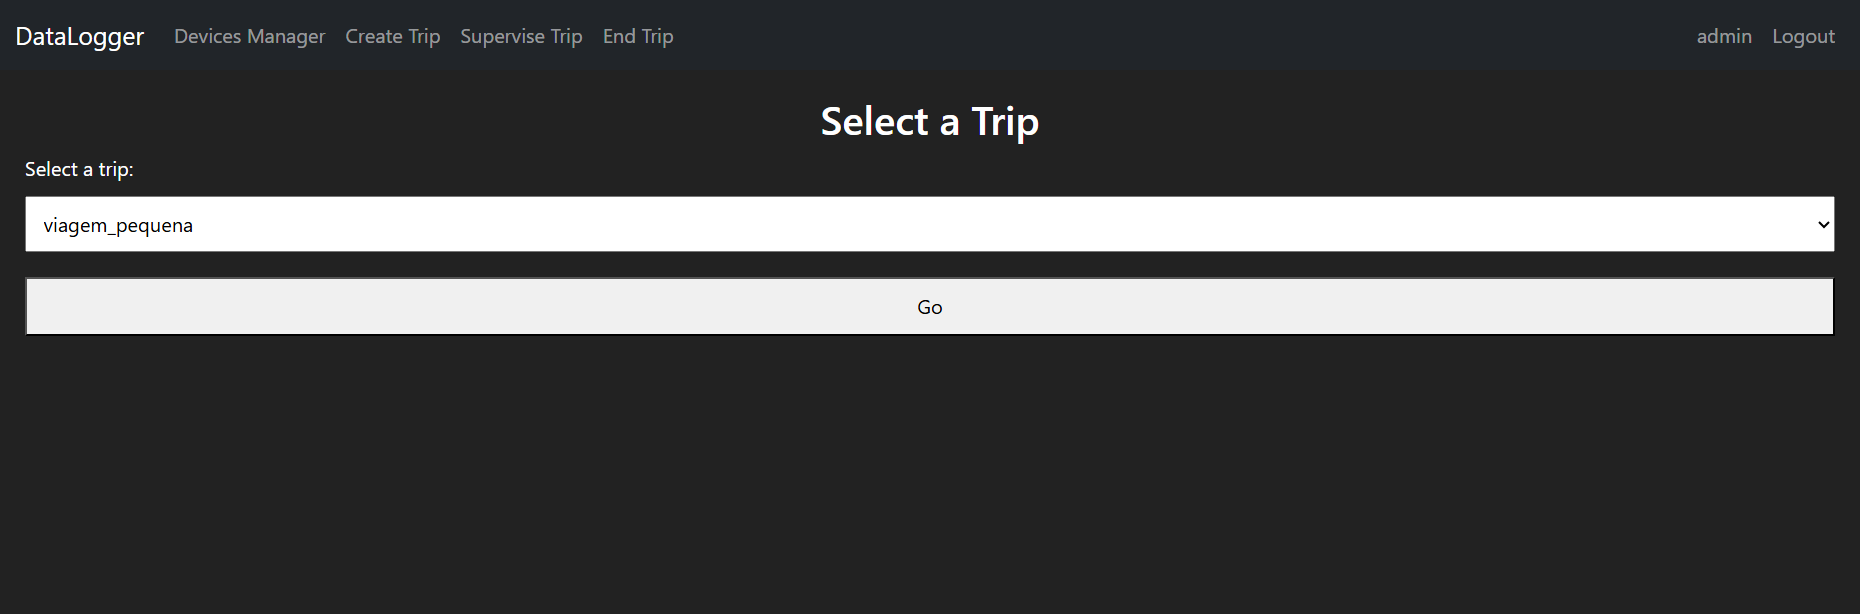 DataLogger Devices Manager Create Trip Supervise Trip End Trip admin Logout
Select a Trip
Select a trip:
viagem_pequena
Go